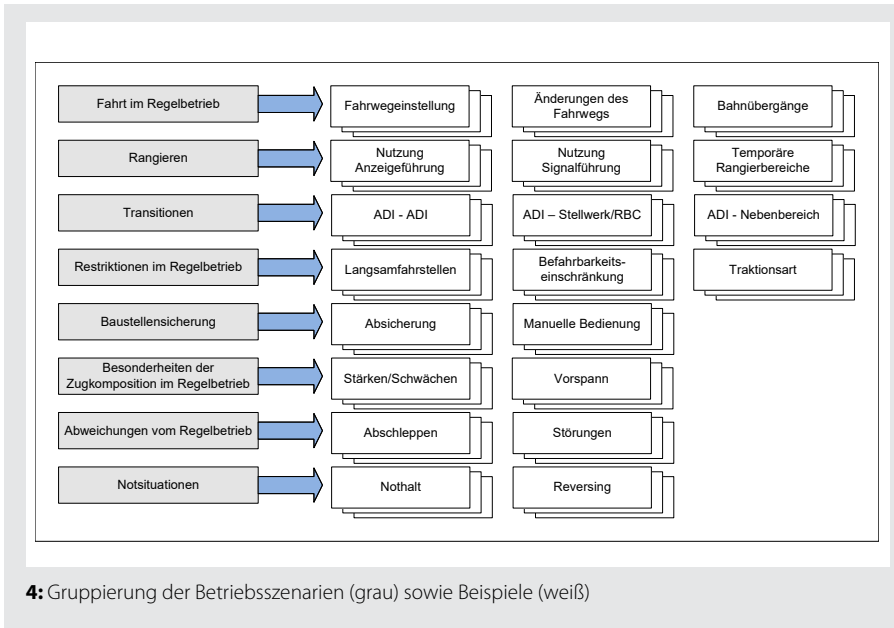 Fahrt im Regelbetrieb
Fahrwegeinstellung
Änderungen des
Fahrwegs
Bahnübergänge
Rangieren
Nutzung
Anzeigeführung
Nutzung
Signalführung
Temporäre
Rangierbereiche
Transitionen
ADI - ADI
ADI – Stellwerk/RBC
ADI - Nebenbereich
Restriktionen im Regelbetrieb
Langsamfahrstellen
Befahrbarkeits-
einschränkung
Traktionsart
Baustellensicherung
Absicherung
Manuelle Bedienung
Besonderheiten der
Zugkomposition im Regelbetrieb
Stärken/Schwächen
Vorspann
Abweichungen vom Regelbetrieb
Abschleppen
Störungen
Notsituationen
Nothalt
Reversing
4: Gruppierung der Betriebsszenarien (grau) sowie Beispiele (weiß)